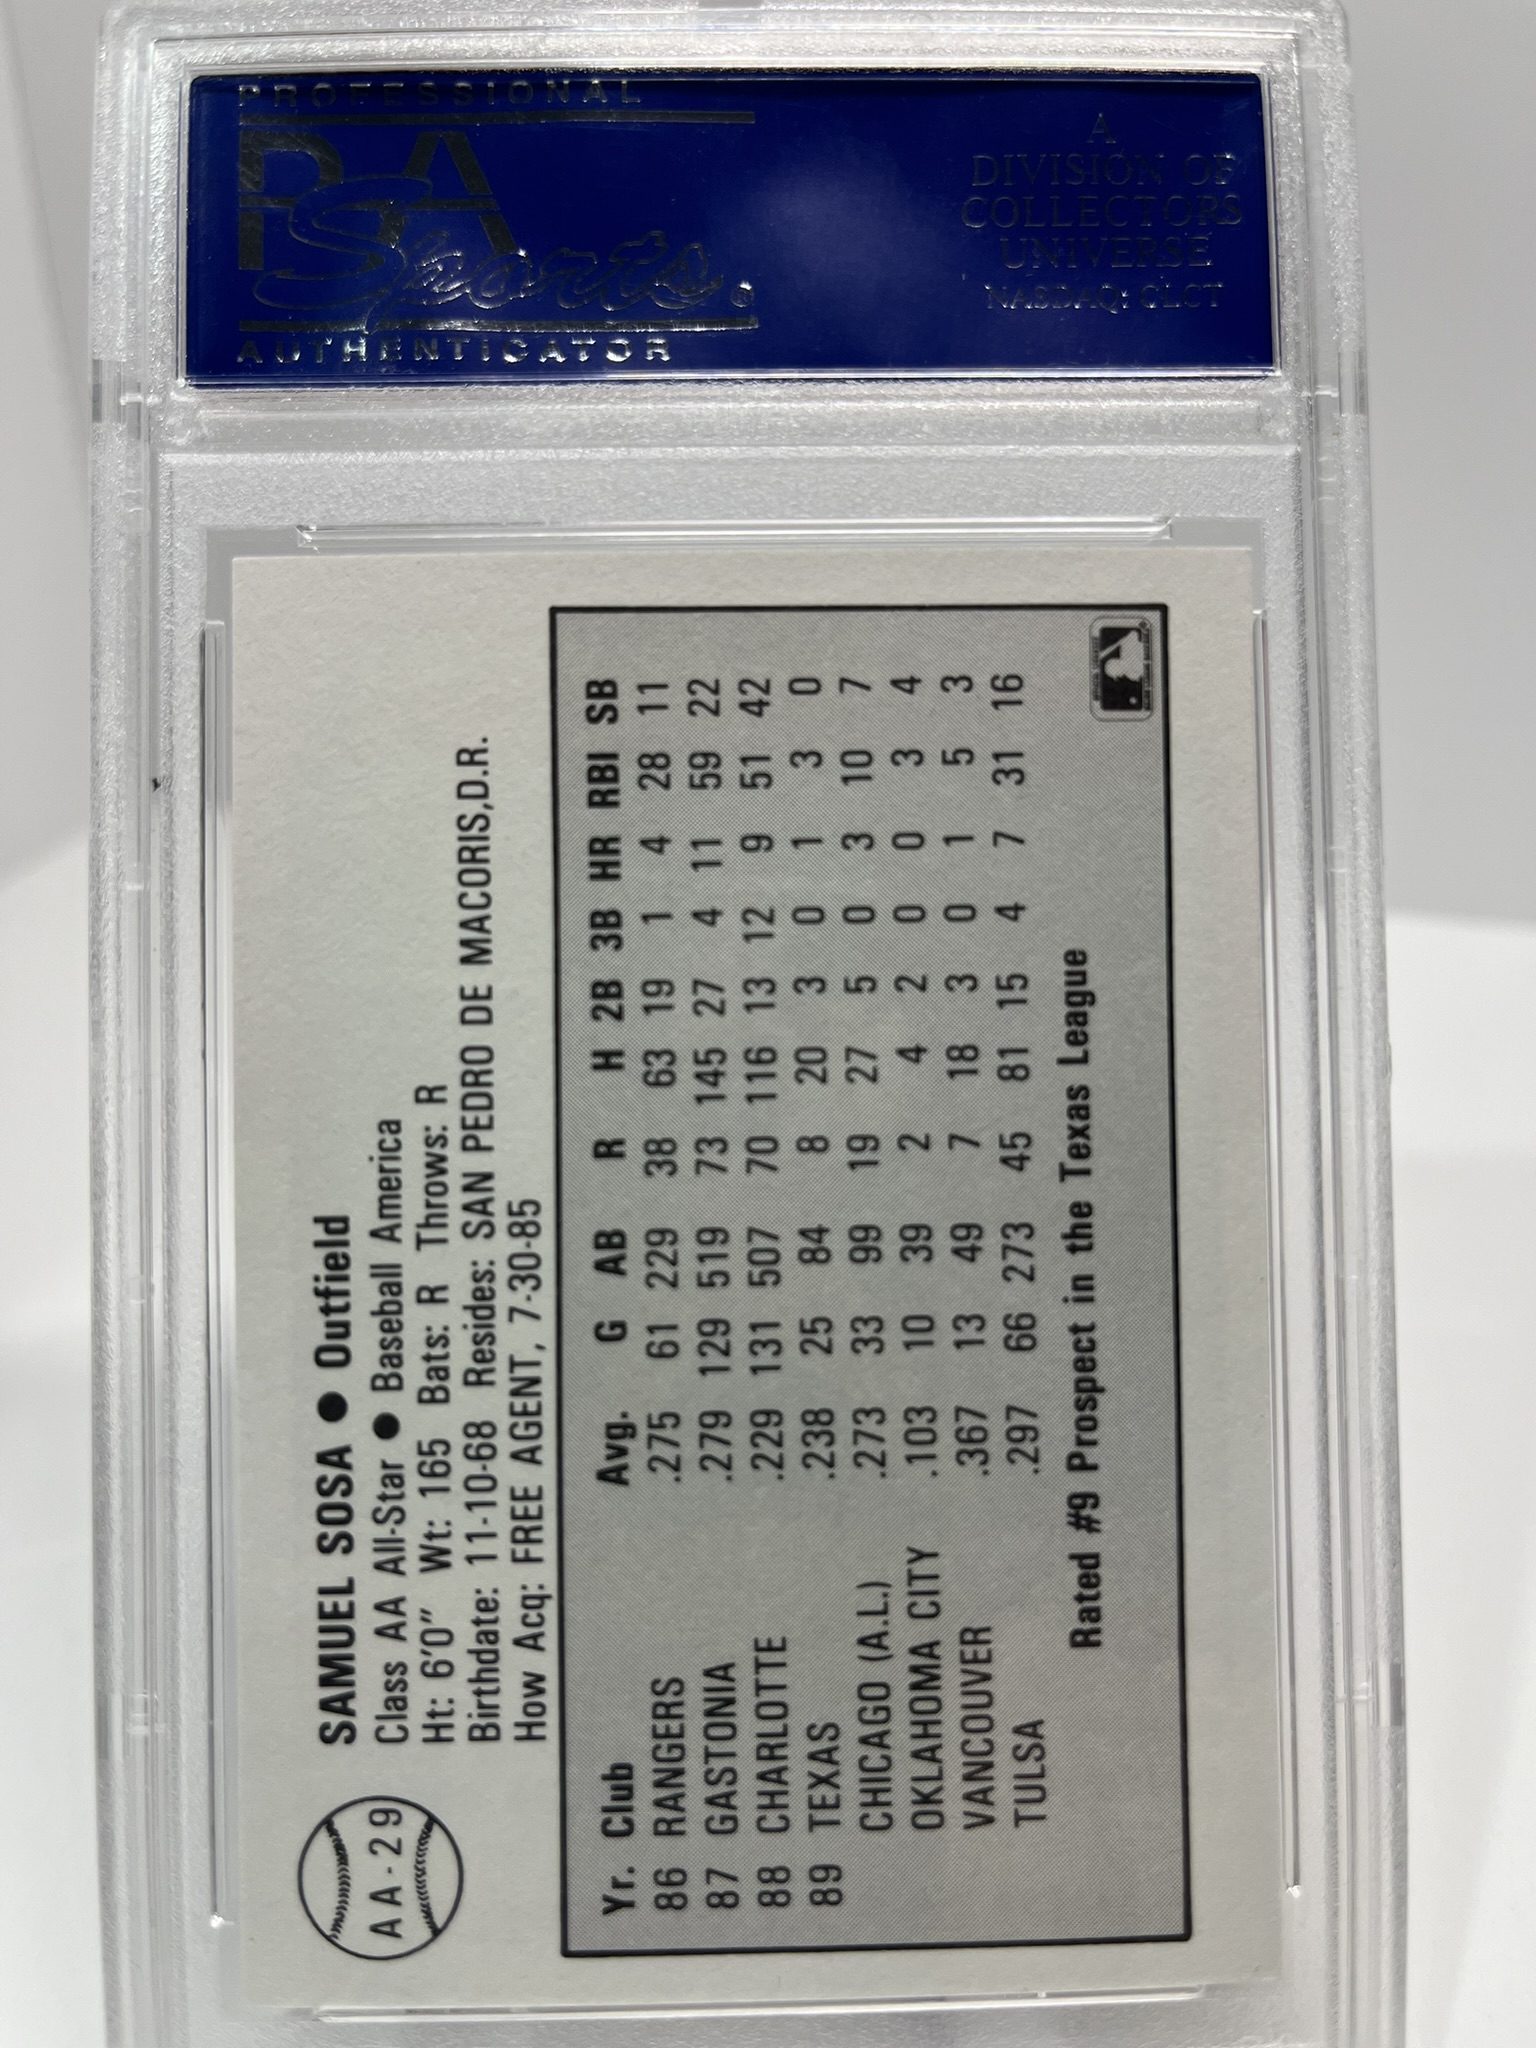 PROFESSIONAL
PSA
Sports
AUTHENTICATOR
A
DIVISION OF
COLLECTORS
UNIVERSE
NASDAQ: CLCT
AA-29
SAMUEL SOSA ● Outfield
Class AA All-Star ● Baseball America
Ht: 6'0" Wt: 165 Bats: R Throws: R
Birthdate: 11-10-68 Resides: SAN PEDRO DE MACORIS,D.R.
How Acq: FREE AGENT, 7-30-85
Yr. Club Avg. G AB R H 2B 3B HR RBI SB
86 RANGERS .275 61 229 38 63 19 1 4 28 11
87 GASTONIA .279 129 519 73 145 27 4 11 59 22
88 CHARLOTTE .229 131 507 70 116 13 12 9 51 42
89 TEXAS .238 25 84 8 20 3 0 1 3 0
CHICAGO (A.L.) .273 33 99 19 27 5 0 3 10 7
OKLAHOMA CITY .103 10 39 2 4 2 0 0 3 4
VANCOUVER .367 13 49 7 18 3 0 1 5 3
TULSA .297 66 273 45 81 15 4 7 31 16
Rated #9 Prospect in the Texas League